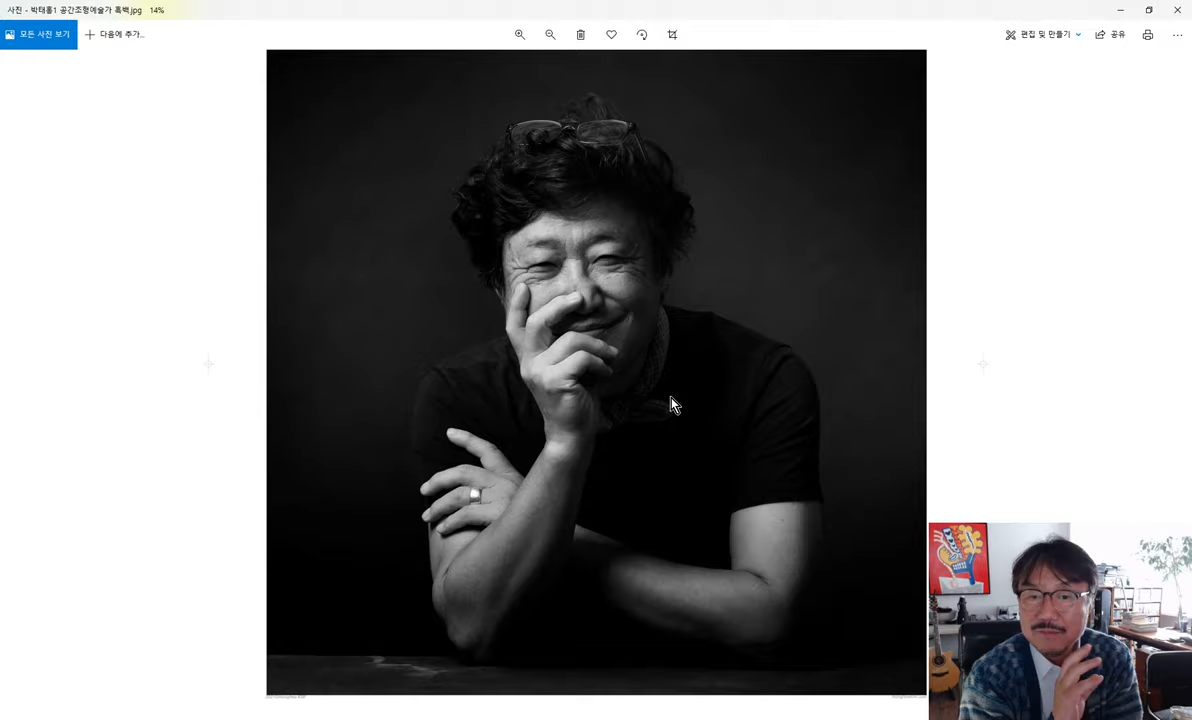 사진 - 박태홍1 공간조형예술가 흑백.jpg 14%
모든 사진 보기 다음에 추가... 편집 및 만들기 공유